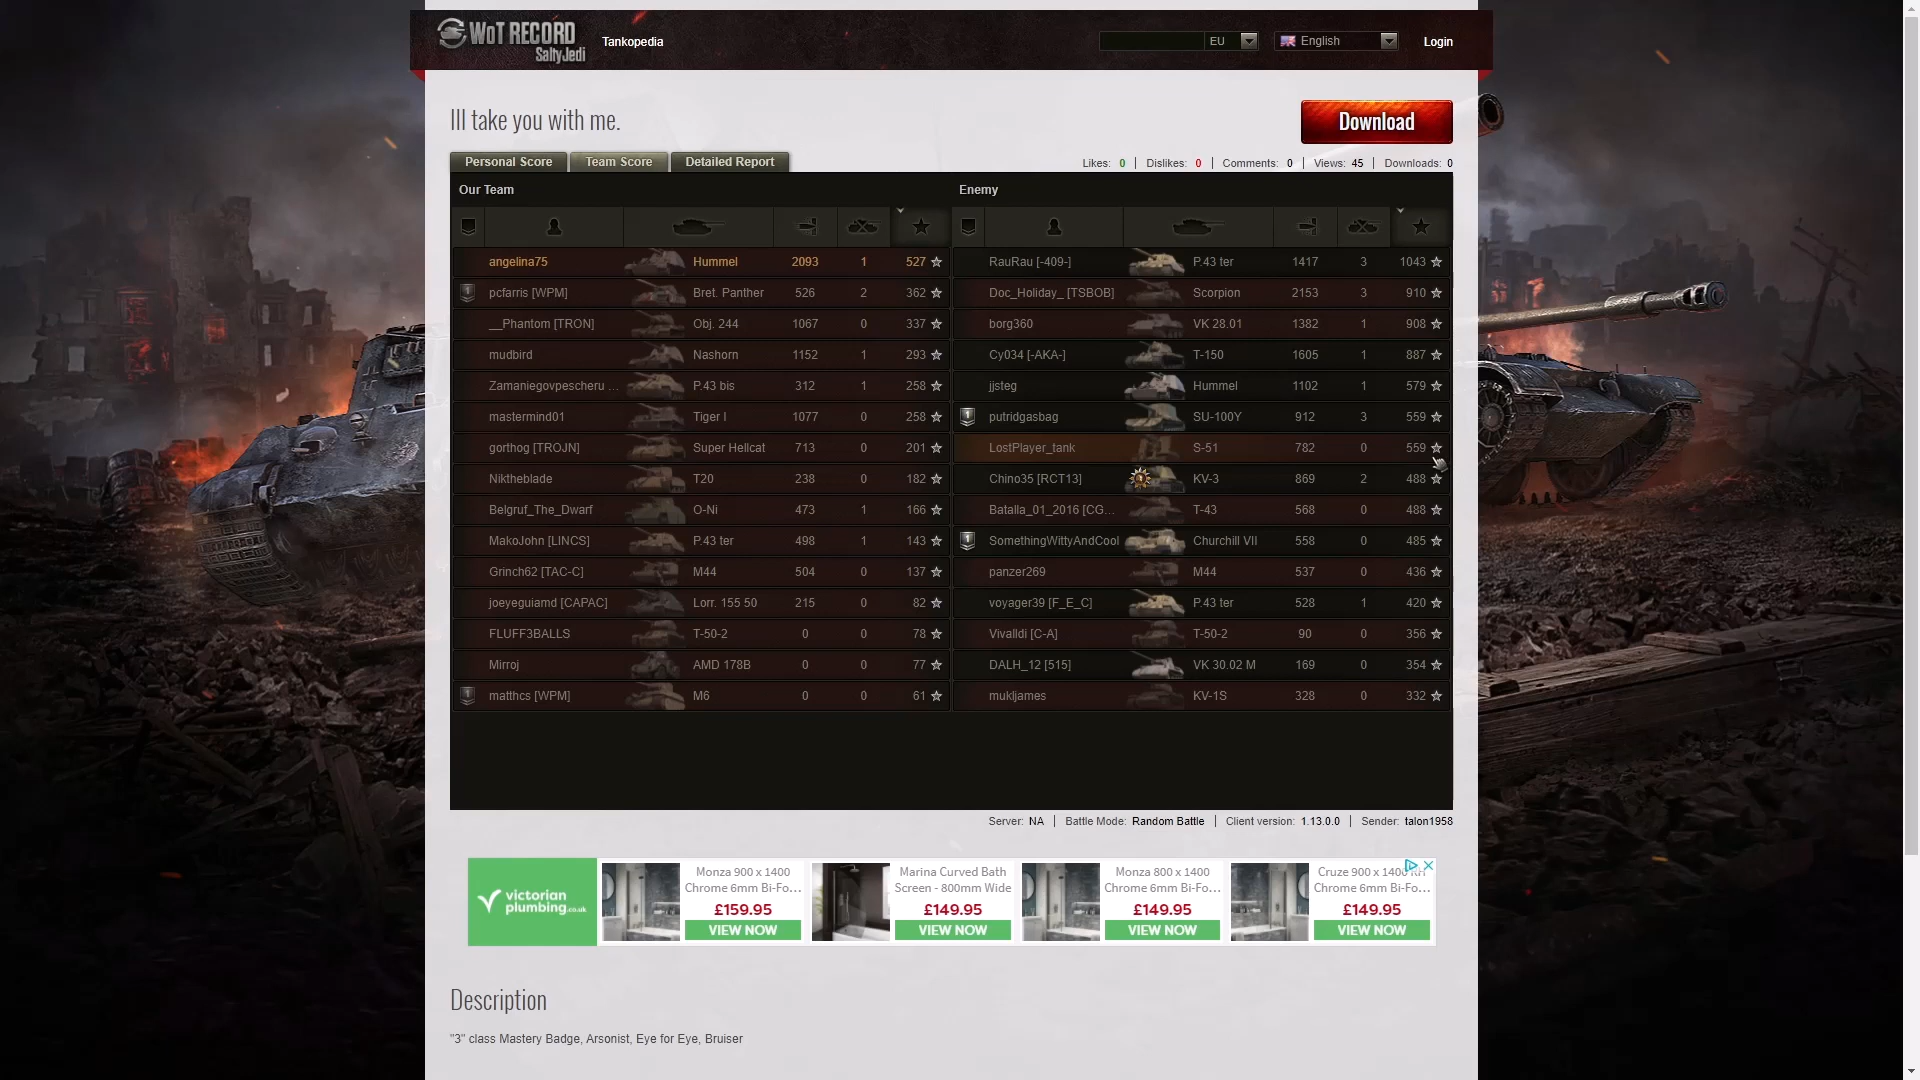 WoT RECORD
SaltyJedi
Tankopedia
EU
English
Login
Ill take you with me.
Download
Personal Score
Team Score
Detailed Report
Likes: 0 | Dislikes: 0 | Comments: 0 | Views: 45 | Downloads: 0
Our Team
angelina75 Hummel 2093 1 527
pcfarris [WPM] Bret. Panther 526 2 362
__Phantom [TRON] Obj. 244 1067 0 337
mudbird Nashorn 1152 1 293
Zamaniegovpescheru ... P.43 bis 312 1 258
mastermind01 Tiger I 1077 0 258
gorthog [TROJN] Super Hellcat 713 0 201
Niktheblade T20 238 0 182
Belgruf_The_Dwarf O-Ni 473 1 166
MakoJohn [LINCS] P.43 ter 498 1 143
Grinch62 [TAC-C] M44 504 0 137
joeyeguiamd [CAPAC] Lorr. 155 50 215 0 82
FLUFF3BALLS T-50-2 0 0 78
Mirroj AMD 178B 0 0 77
matthcs [WPM] M6 0 0 61
Enemy
RauRau [-409-] P.43 ter 1417 3 1043
Doc_Holiday_ [TSBOB] Scorpion 2153 3 910
borg360 VK 28.01 1382 1 908
Cy034 [-AKA-] T-150 1605 1 887
jjsteg Hummel 1102 1 579
putridgasbag SU-100Y 912 3 559
LostPlayer_tank S-51 782 0 559
Chino35 [RCT13] KV-3 869 2 488
Batalla_01_2016 [CG... T-43 568 0 488
SomethingWittyAndCool Churchill VII 558 0 485
panzer269 M44 537 0 436
voyager39 [F_E_C] P.43 ter 528 1 420
Vivalldi [C-A] T-50-2 90 0 356
DALH_12 [515] VK 30.02 M 169 0 354
mukljames KV-1S 328 0 332
Server: NA | Battle Mode: Random Battle | Client version: 1.13.0.0 | Sender: talon1958
victorian
plumbing.co.uk
Monza 900 x 1400
Chrome 6mm Bi-Fo...
£159.95
VIEW NOW
Marina Curved Bath
Screen - 800mm Wide
£149.95
VIEW NOW
Monza 800 x 1400
Chrome 6mm Bi-Fo...
£149.95
VIEW NOW
Cruze 900 x 1400 RH
Chrome 6mm Bi-Fo...
£149.95
VIEW NOW
Description
"3" class Mastery Badge, Arsonist, Eye for Eye, Bruiser